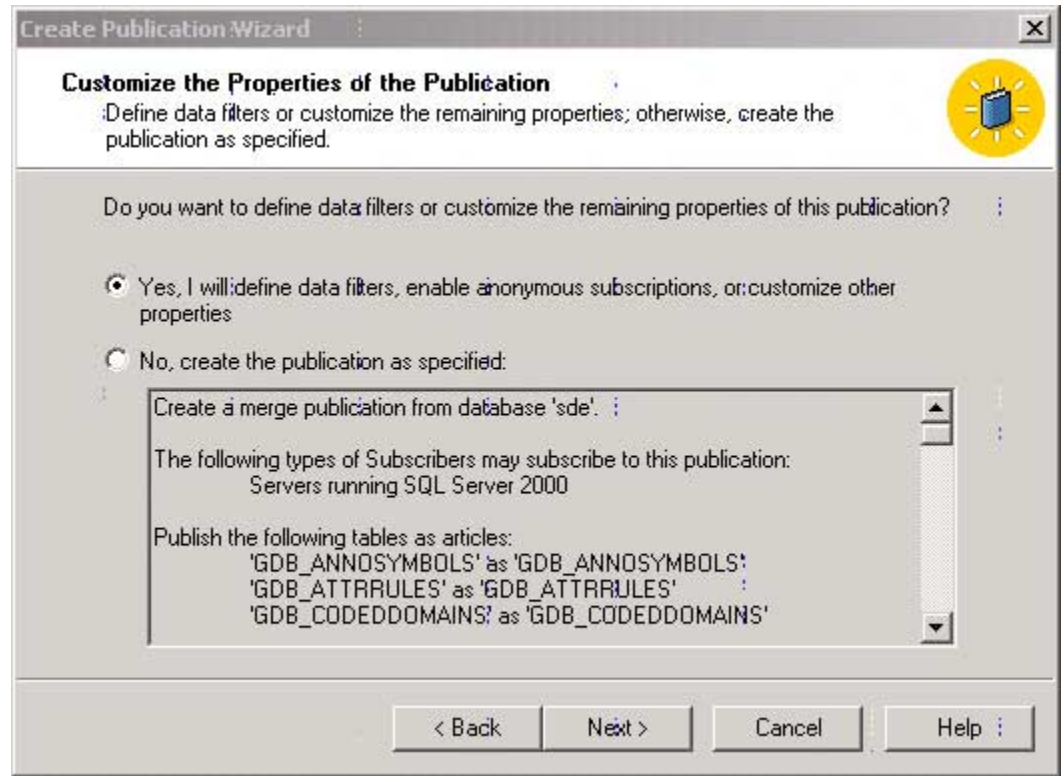 Create Publication Wizard
Customize the Properties of the Publication
Define data filters or customize the remaining properties; otherwise, create the
publication as specified.
Do you want to define data filters or customize the remaining properties of this publication?
Yes, I will define data filters, enable anonymous subscriptions, or customize other
properties
No, create the publication as specified:
Create a merge publication from database 'sde'.
The following types of Subscribers may subscribe to this publication:
Servers running SQL Server 2000
Publish the following tables as articles:
'GDB_ANNOSYMBOLS' as 'GDB_ANNOSYMBOLS'
'GDB_ATTRRULES' as 'GDB_ATTRRULES'
'GDB_CODEDDOMAINS' as 'GDB_CODEDDOMAINS'
< Back
Next >
Cancel
Help